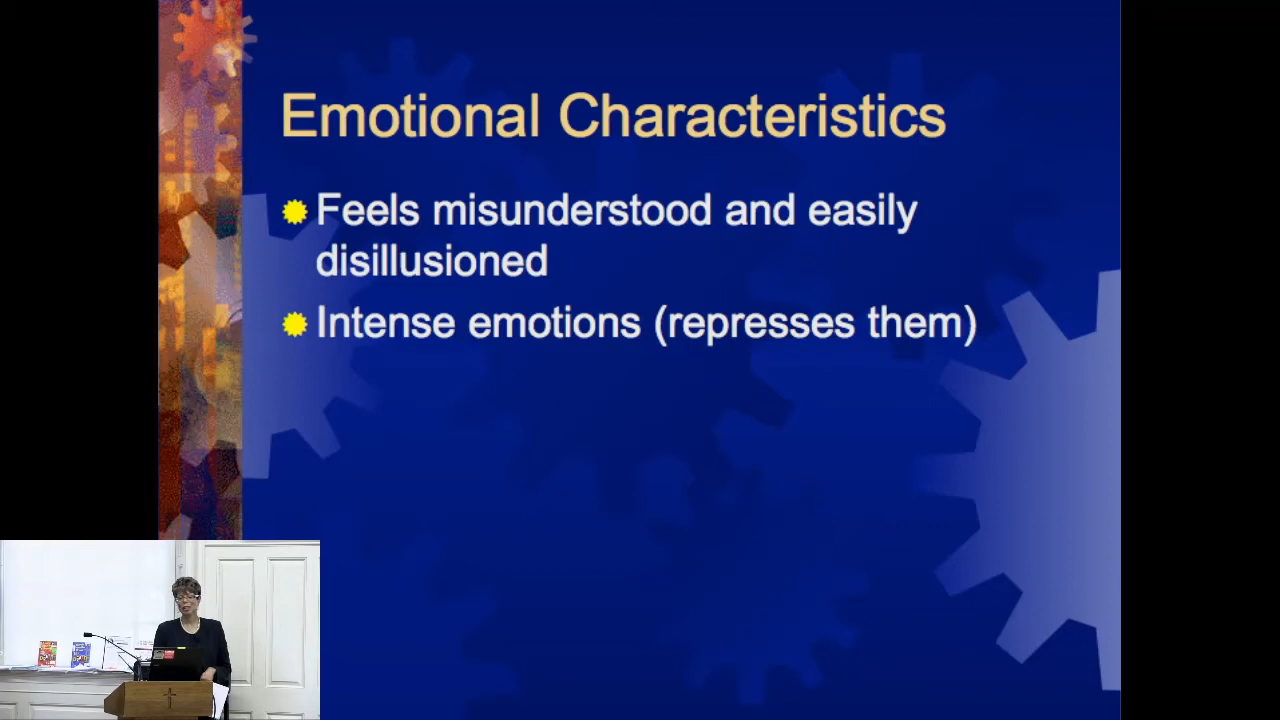 Emotional Characteristics
Feels misunderstood and easily
disillusioned
Intense emotions (represses them)